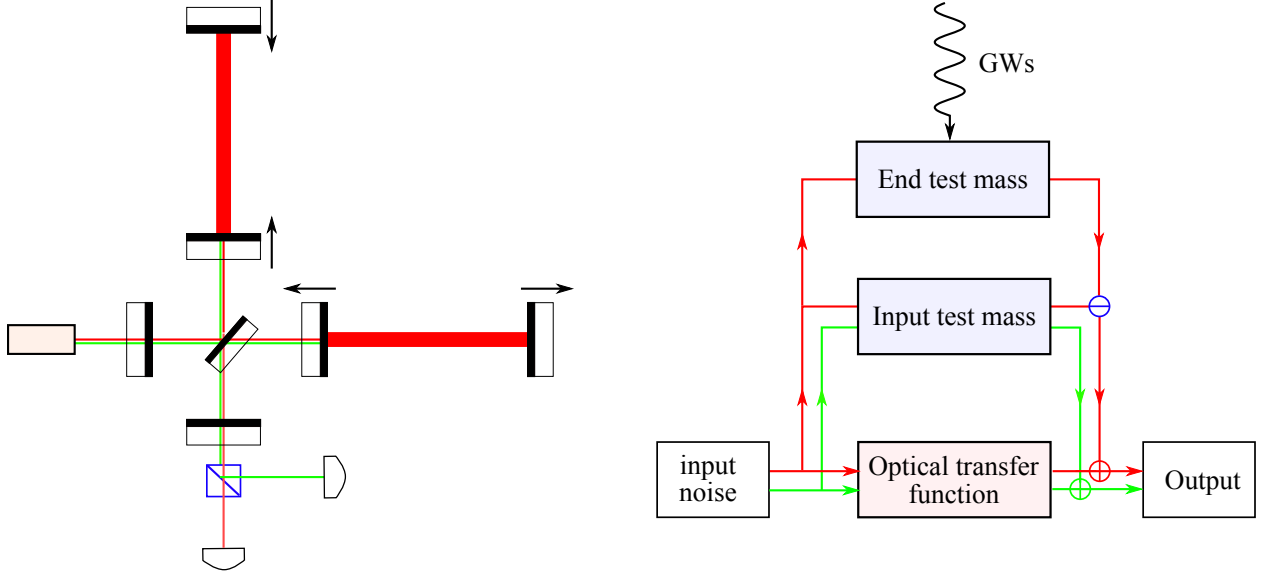 GWs
End test mass
Input test mass
input
noise
Optical transfer
function
Output